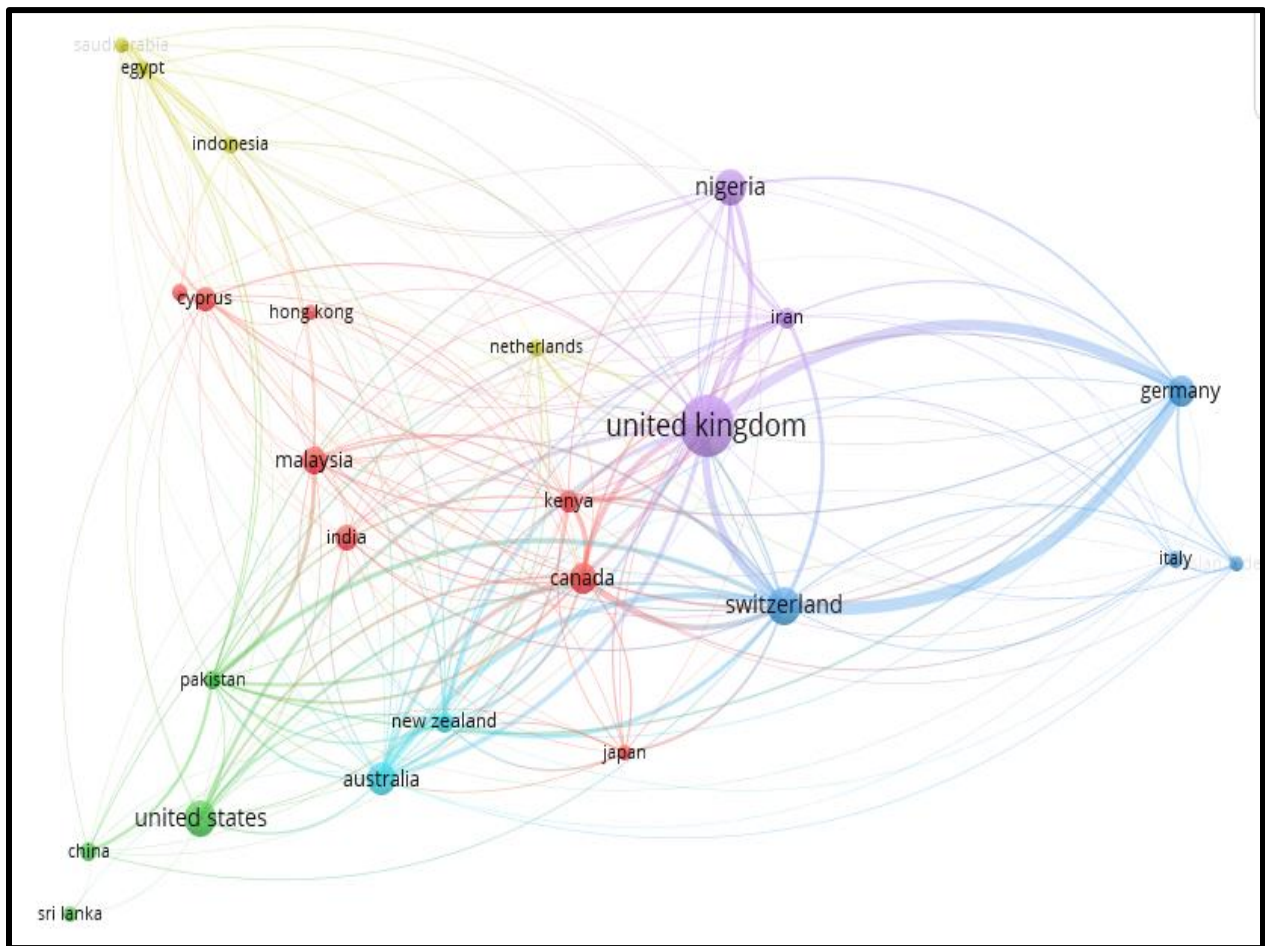 saudi arabia
egypt
indonesia
nigeria
cyprus
hong kong
iran
netherlands
germany
united kingdom
malaysia
kenya
india
italy
canada
switzerland
pakistan
new zealand
japan
australia
united states
china
sri lanka